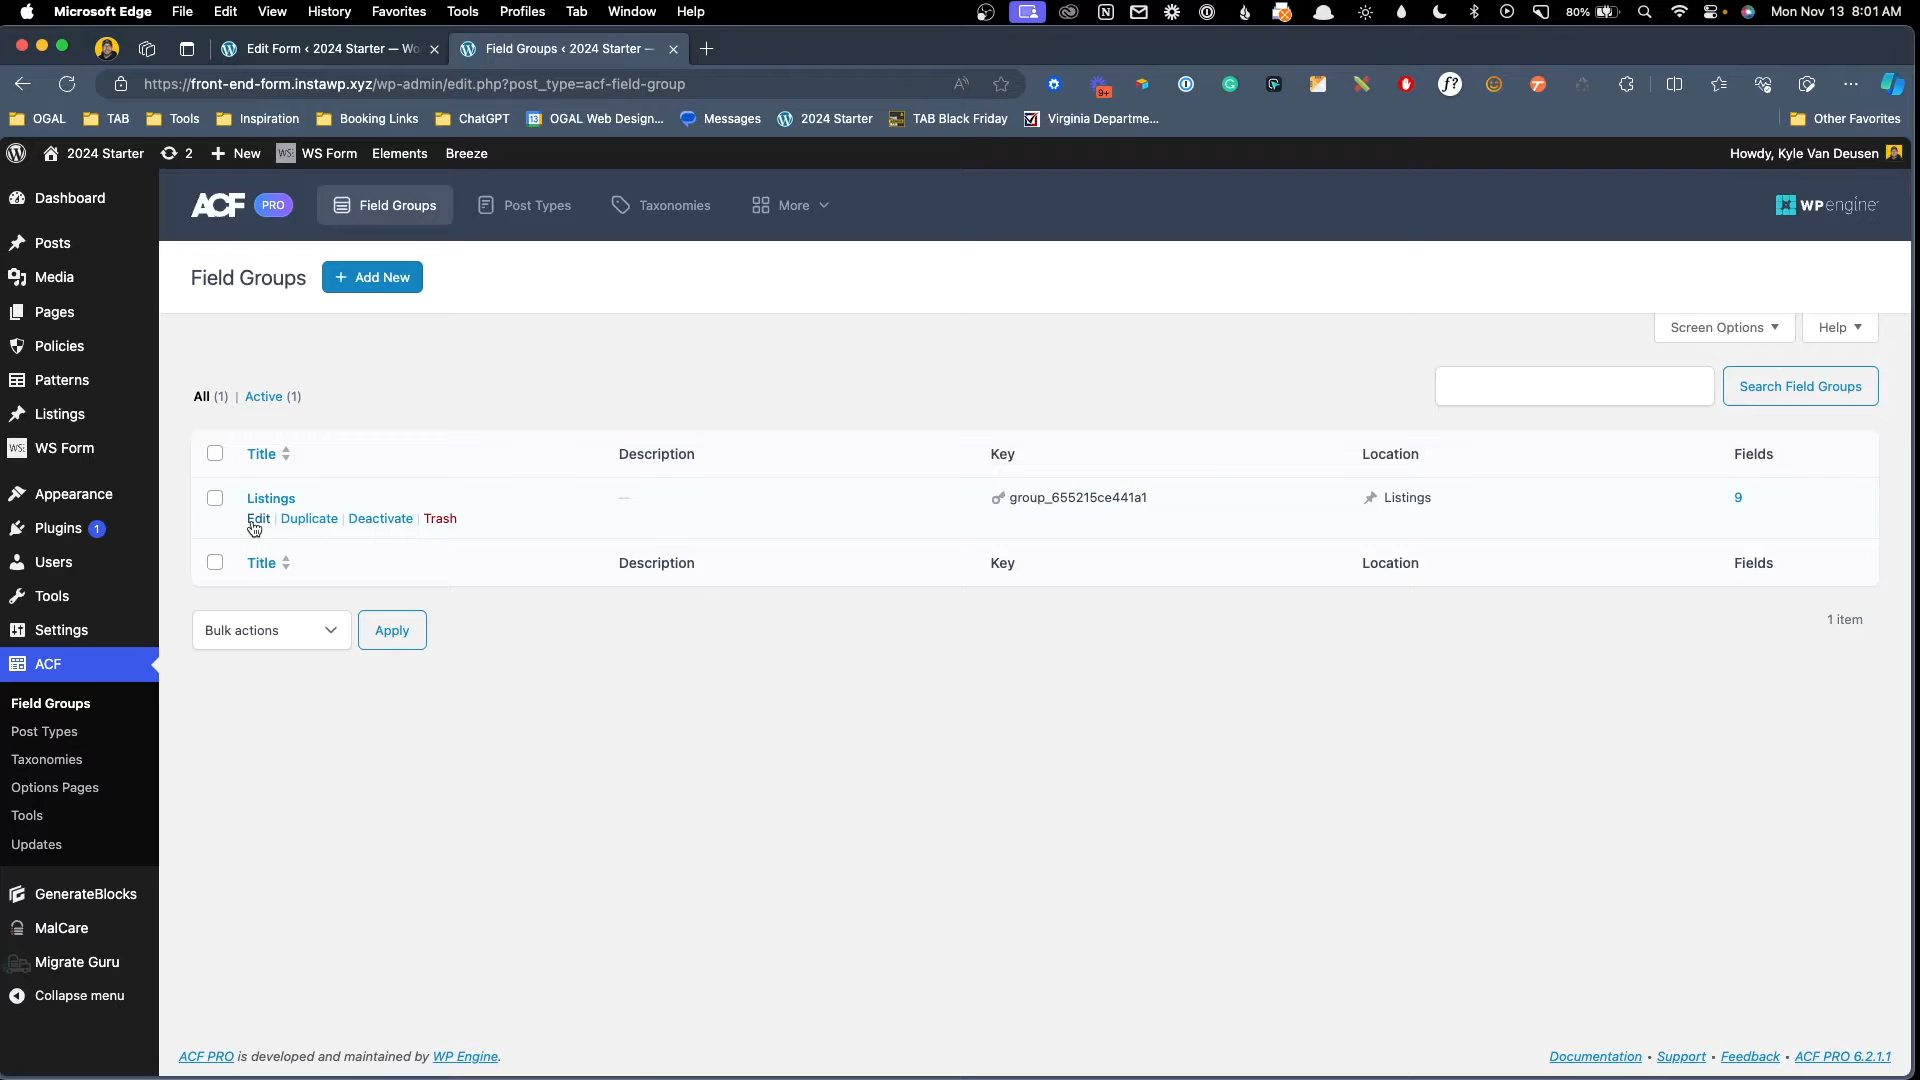 Microsoft Edge File Edit View History Favorites Tools Profiles Tab Window Help 80% Mon Nov 13 8:01 AM
Edit Form ‹ 2024 Starter — Wo Field Groups ‹ 2024 Starter —
https://front-end-form.instawp.xyz/wp-admin/edit.php?post_type=acf-field-group 9+ f?
OGAL TAB Tools Inspiration Booking Links ChatGPT OGAL Web Design... Messages 2024 Starter TAB Black Friday Virginia Departme... Other Favorites
2024 Starter 2 + New WS: WS Form Elements Breeze Howdy, Kyle Van Deusen
Dashboard
Posts
Media
Pages
Policies
Patterns
Listings
WS: WS Form
Appearance
Plugins 1
Users
Tools
Settings
ACF
Field Groups
Post Types
Taxonomies
Options Pages
Tools
Updates
GenerateBlocks
MalCare
Migrate Guru
Collapse menu
ACF PRO Field Groups Post Types Taxonomies More WP engine
Field Groups + Add New
Screen Options Help
All (1) | Active (1) Search Field Groups
Title Description Key Location Fields
Listings — group_655215ce441a1 Listings 9
Edit | Duplicate | Deactivate | Trash
Title Description Key Location Fields
Bulk actions Apply 1 item
ACF PRO is developed and maintained by WP Engine. Documentation • Support • Feedback • ACF PRO 6.2.1.1